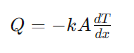 Q = −kA dT/dx